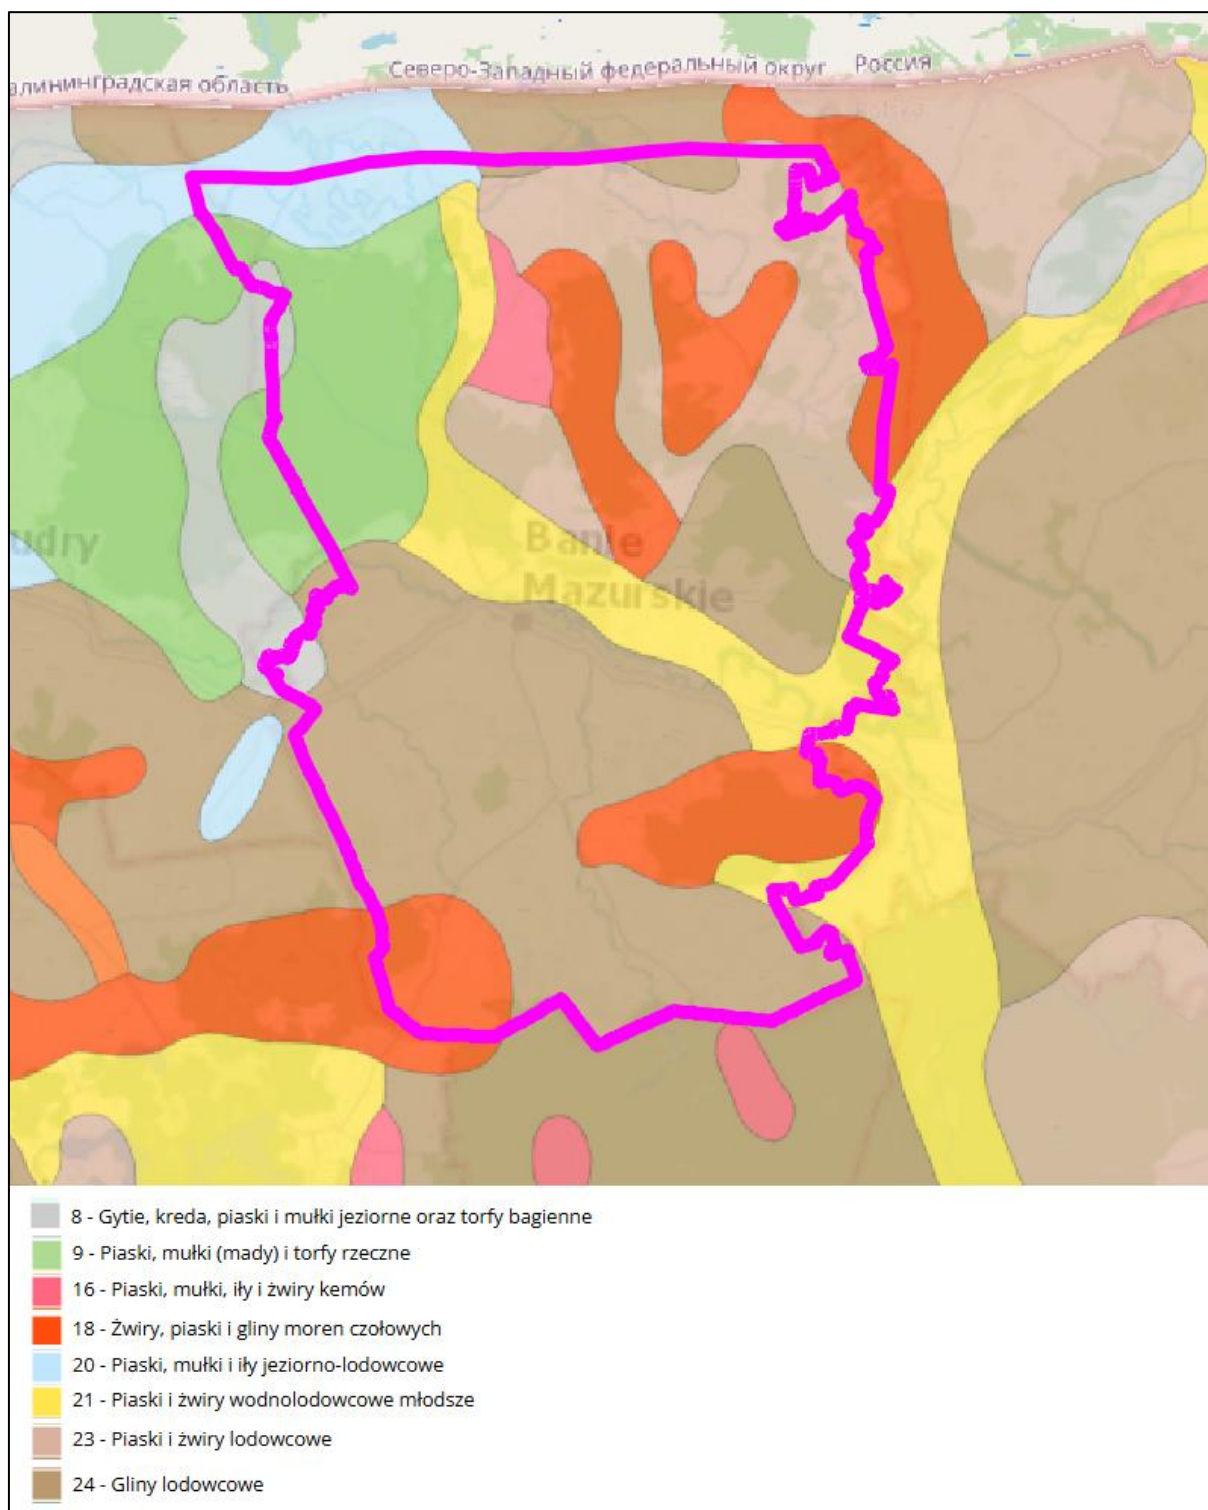 Северо-Западный федеральный округ Россия
алининградская область
udry
Banie
Mazurskie
8 - Gytie, kreda, piaski i mułki jeziorne oraz torfy bagienne
9 - Piaski, mułki (mady) i torfy rzeczne
16 - Piaski, mułki, iły i żwiry kemów
18 - Żwiry, piaski i gliny moren czołowych
20 - Piaski, mułki i iły jeziorno-lodowcowe
21 - Piaski i żwiry wodnolodowcowe młodsze
23 - Piaski i żwiry lodowcowe
24 - Gliny lodowcowe